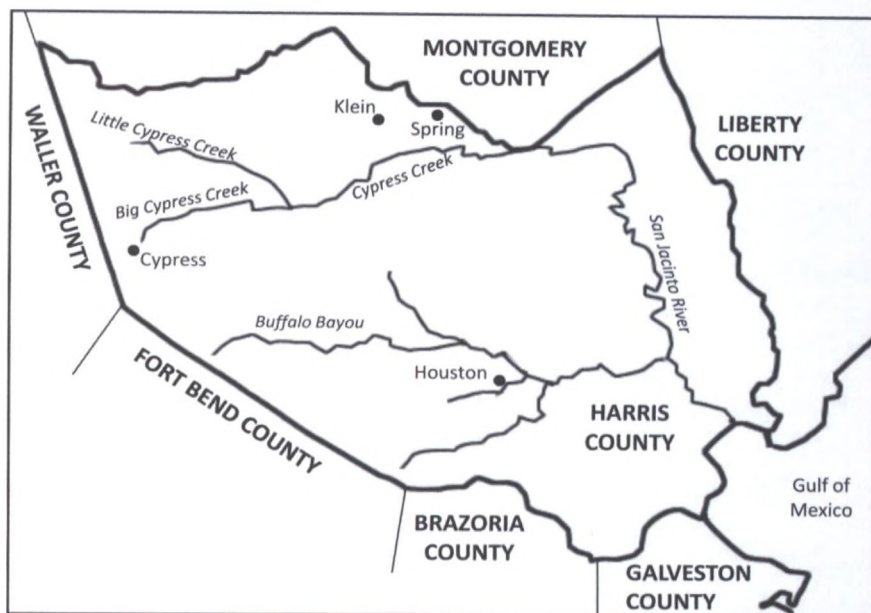 MONTGOMERY
COUNTY
Klein
Spring
LIBERTY
COUNTY
Little Cypress Creek
WALLER COUNTY
Big Cypress Creek
Cypress Creek
Cypress
San Jacinto River
Buffalo Bayou
Houston
FORT BEND COUNTY
HARRIS
COUNTY
Gulf of
Mexico
BRAZORIA
COUNTY
GALVESTON
COUNTY